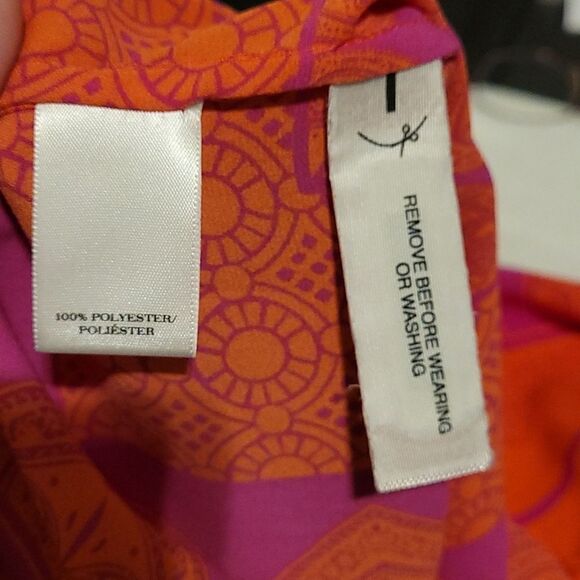 100% POLYESTER/
POLIÉSTER
REMOVE BEFORE WEARING
OR WASHING